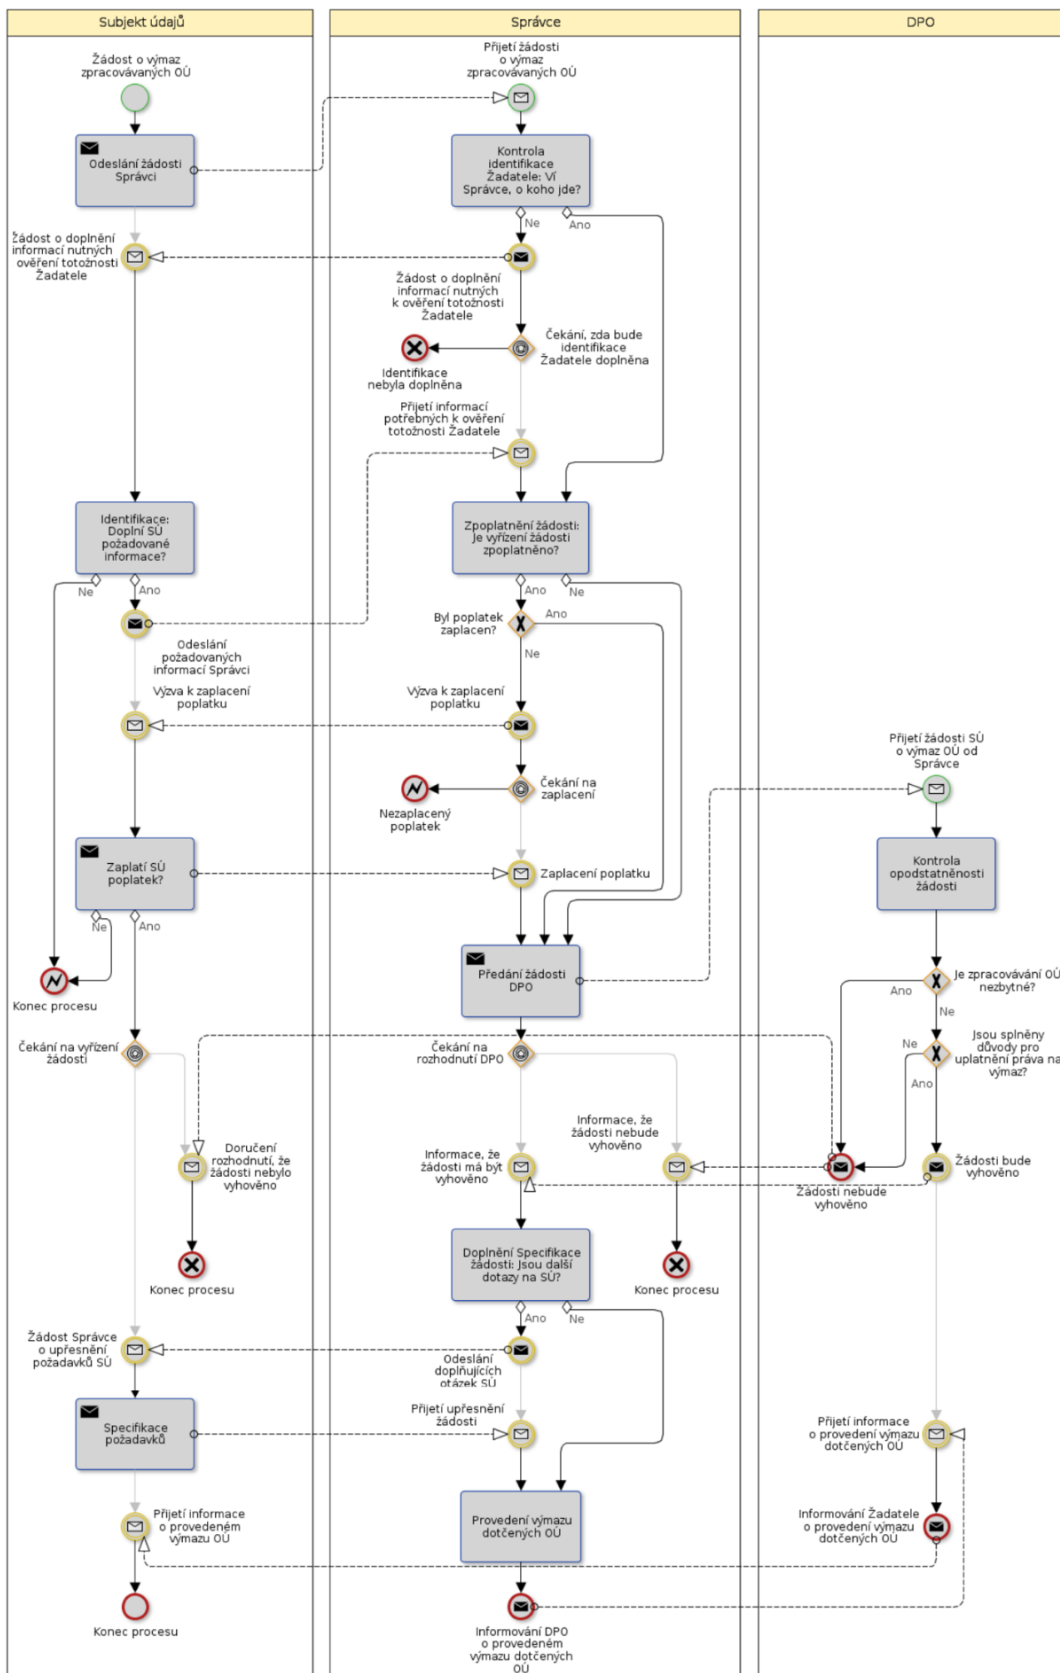 Subjekt údajů
Správce
DPO
Žádost o výmaz
zpracovávaných OÚ
Přijetí žádosti
o výmaz
zpracovávaných OÚ
Odeslání žádosti
Správci
Kontrola
identifikace
Žadatele: Ví
Správce, o koho jde?
Ne
Ano
Žádost o doplnění
informací nutných
ověření totožnosti
Žadatele
Žádost o doplnění
informací nutných
k ověření totožnosti
Žadatele
Čekání, zda bude
identifikace
Žadatele doplněna
Identifikace
nebyla doplněna
Přijetí informací
potřebných k ověření
totožnosti Žadatele
Identifikace:
Doplní SÚ
požadované
informace?
Ne
Ano
Zpoplatnění žádosti:
Je vyřízení žádosti
zpoplatněno?
Ano
Ne
Byl poplatek
zaplacen?
Ano
Ne
Odeslání
požadovaných
informací Správci
Výzva k zaplacení
poplatku
Výzva k zaplacení
poplatku
Přijetí žádosti SÚ
o výmaz OÚ od
Správce
Čekání na
zaplacení
Nezaplacený
poplatek
Zaplatí SÚ
poplatek?
Ne
Ano
Zaplacení poplatku
Kontrola
opodstatněnosti
žádosti
Předání žádosti
DPO
Je zpracovávání OÚ
nezbytné?
Ano
Ne
Konec procesu
Čekání na vyřízení
žádosti
Čekání na
rozhodnutí DPO
Jsou splněny
důvody pro
uplatnění práva na
výmaz?
Ne
Ano
Doručení
rozhodnutí, že
žádosti nebylo
vyhověno
Informace, že
žádosti má být
vyhověno
Informace, že
žádosti nebude
vyhověno
Žádosti nebude
vyhověno
Žádosti bude
vyhověno
Konec procesu
Doplnění Specifikace
žádosti: Jsou další
dotazy na SÚ?
Ano
Ne
Konec procesu
Žádost Správce
o upřesnění
požadavků SÚ
Odeslání
doplňujících
otázek SÚ
Specifikace
požadavků
Přijetí upřesnění
žádosti
Přijetí informace
o provedení výmazu
dotčených OÚ
Přijetí informace
o provedeném
výmazu OÚ
Provedení výmazu
dotčených OÚ
Informování Žadatele
o provedení výmazu
dotčených OÚ
Konec procesu
Informování DPO
o provedeném
výmazu dotčených
OÚ